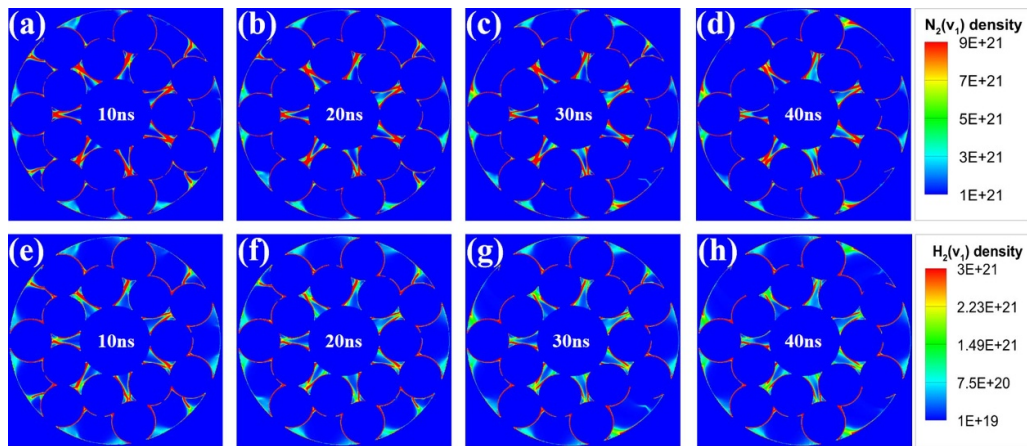 (a) (b) (c) (d) N₂(v₁) density
9E+21
7E+21
10ns 20ns 30ns 40ns 5E+21
3E+21
1E+21
(e) (f) (g) (h) H₂(v₁) density
3E+21
2.23E+21
10ns 20ns 30ns 40ns 1.49E+21
7.5E+20
1E+19